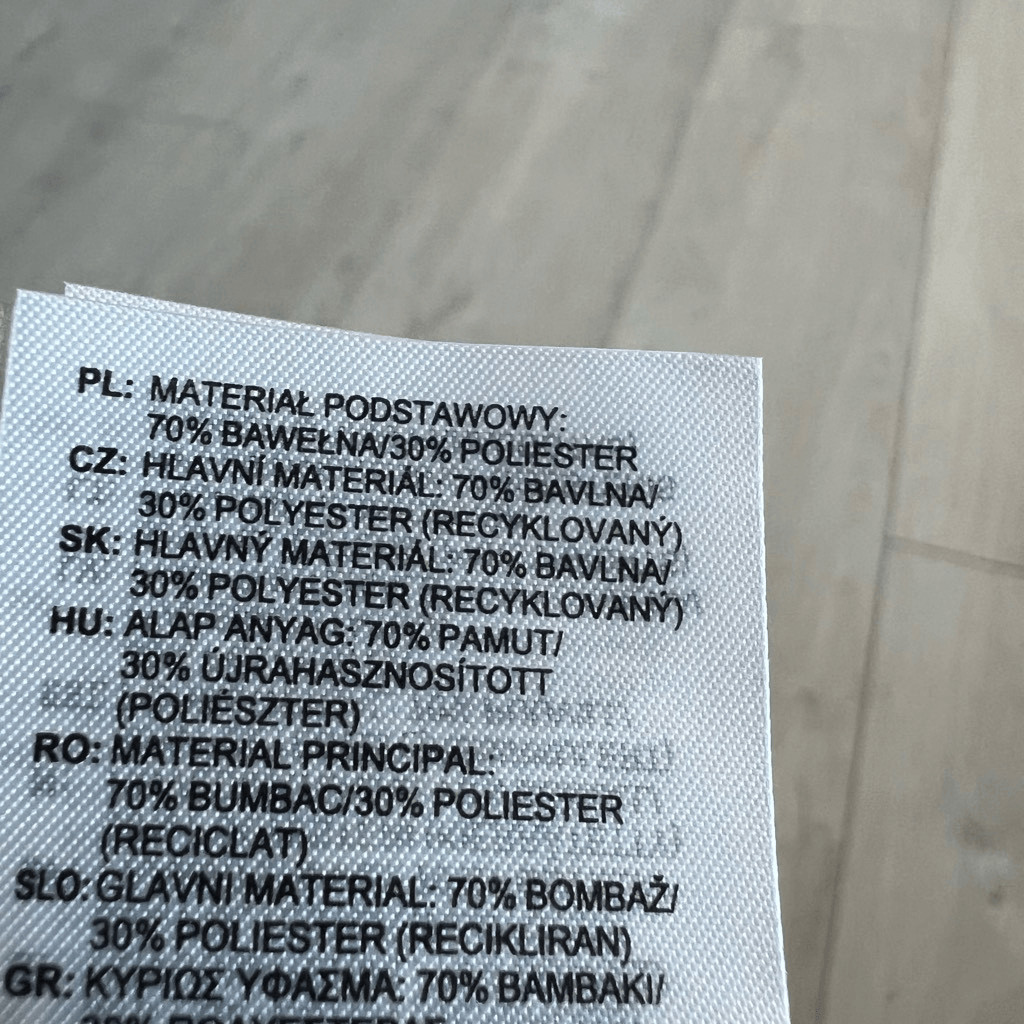 PL: MATERIAŁ PODSTAWOWY:
70% BAWEŁNA/30% POLIESTER
CZ: HLAVNÍ MATERIÁL: 70% BAVLNA/
30% POLYESTER (RECYKLOVANÝ)
SK: HLAVNÝ MATERIÁL: 70% BAVLNA/
30% POLYESTER (RECYKLOVANÝ)
HU: ALAP ANYAG: 70% PAMUT/
30% ÚJRAHASZNOSÍTOTT
(POLIÉSZTER)
RO: MATERIAL PRINCIPAL:
70% BUMBAC/30% POLIESTER
(RECICLAT)
SLO: GLAVNI MATERIAL: 70% BOMBAŽ/
30% POLIESTER (RECIKLIRAN)
GR: ΚΥΡΙΩΣ ΥΦΑΣΜΑ: 70% ΒΑΜΒΑΚΙ/